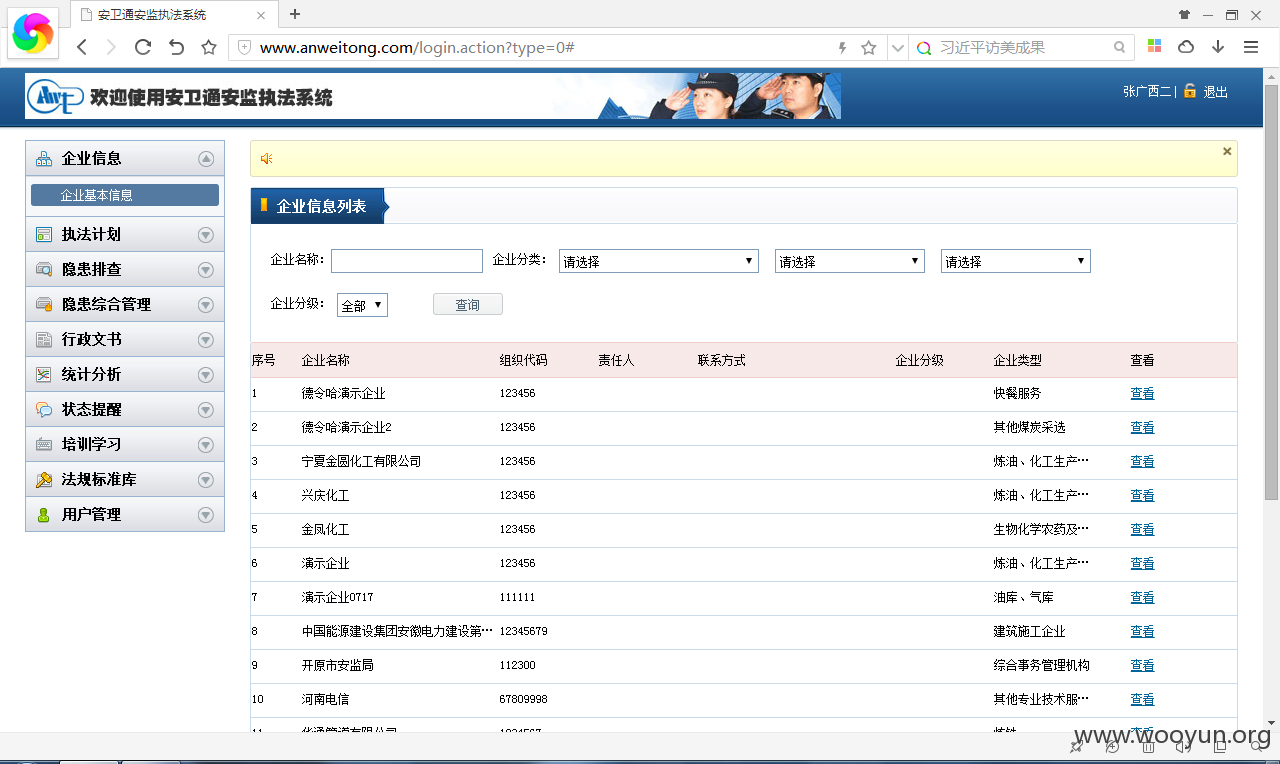 安卫通安监执法系统
www.anweitong.com/login.action?type=0#
习近平访美成果
Awt 欢迎使用安卫通安监执法系统
张广西二 | 退出
企业信息
企业基本信息
执法计划
隐患排查
隐患综合管理
行政文书
统计分析
状态提醒
培训学习
法规标准库
用户管理
企业信息列表
企业名称: 企业分类: 请选择 请选择 请选择
企业分级: 全部 查询
序号 企业名称 组织代码 责任人 联系方式 企业分级 企业类型 查看
1 德令哈演示企业 123456 快餐服务 查看
2 德令哈演示企业2 123456 其他煤炭采选 查看
3 宁夏金圆化工有限公司 123456 炼油、化工生产… 查看
4 兴庆化工 123456 炼油、化工生产… 查看
5 金凤化工 123456 生物化学农药及… 查看
6 演示企业 123456 炼油、化工生产… 查看
7 演示企业0717 111111 油库、气库 查看
8 中国能源建设集团安徽电力建设第… 12345679 建筑施工企业 查看
9 开原市安监局 112300 综合事务管理机构 查看
10 河南电信 67809998 其他专业技术服… 查看
www.wooyun.org